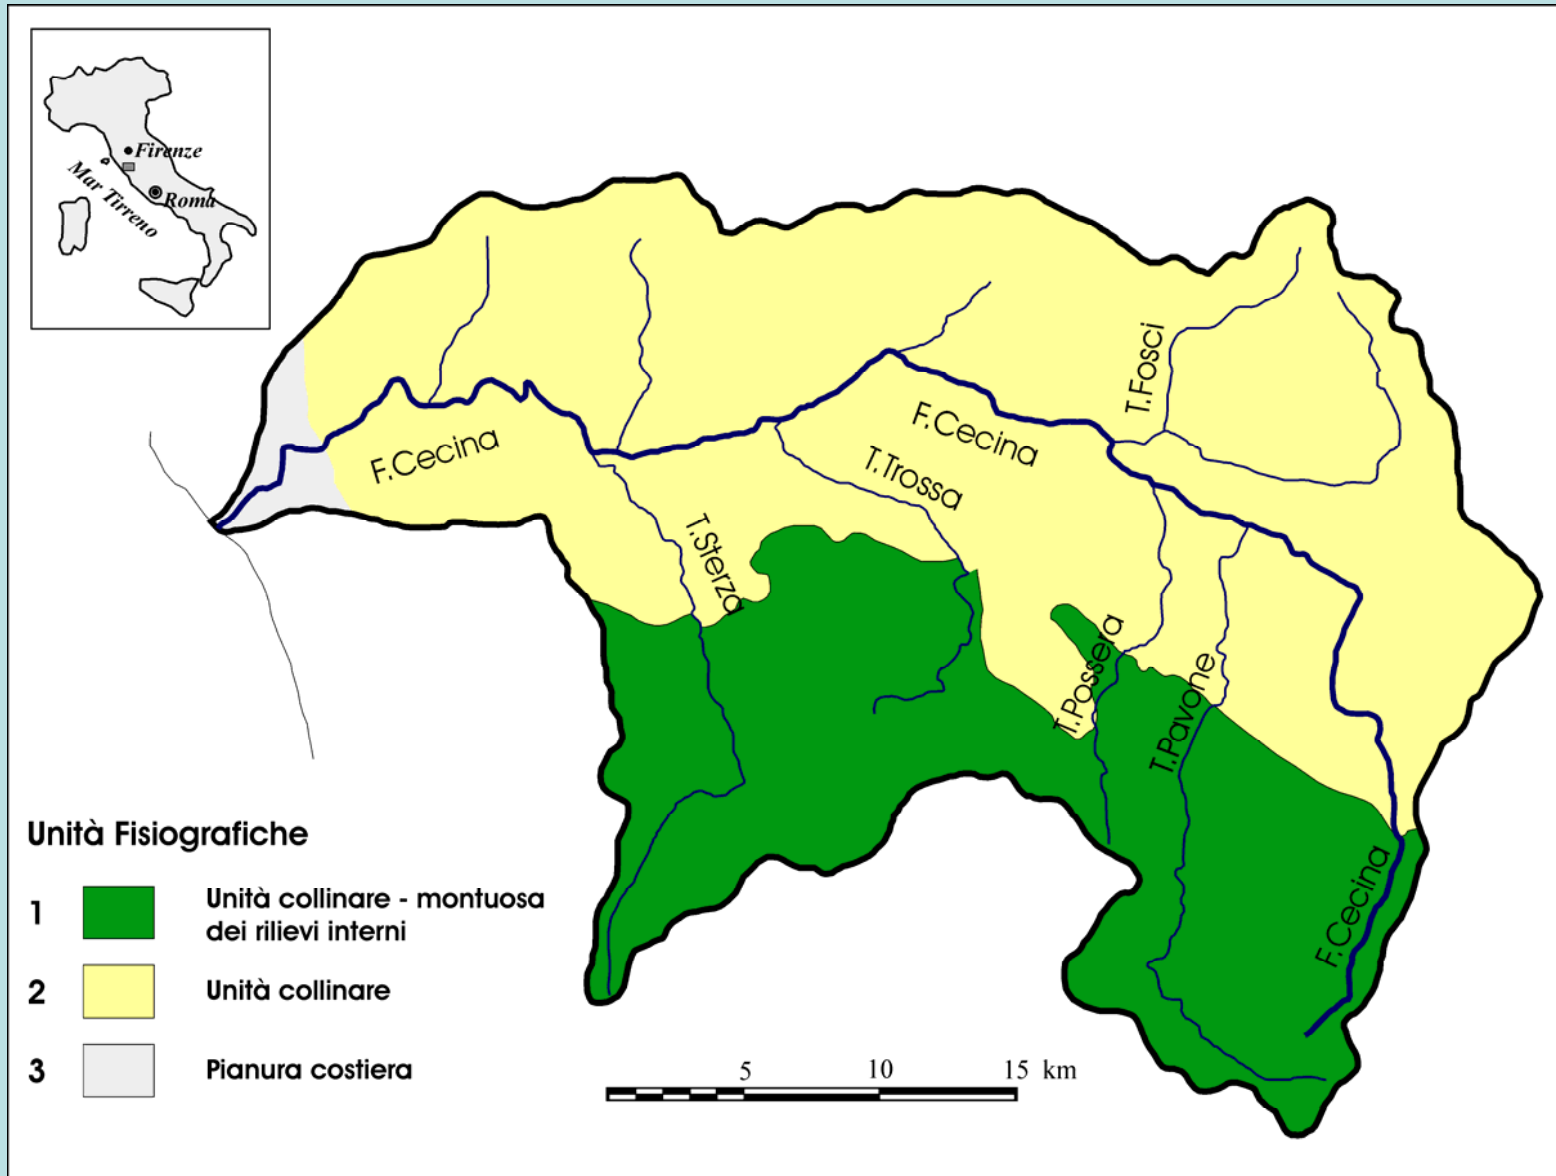 Firenze
Mar Tirreno
Roma
T.Fosci
F.Cecina
F.Cecina
T.Trossa
T.Sterza
T.Possera
T.Pavone
F.Cecina
Unità Fisiografiche
1 Unità collinare - montuosa
dei rilievi interni
2 Unità collinare
3 Pianura costiera
5 10 15 km